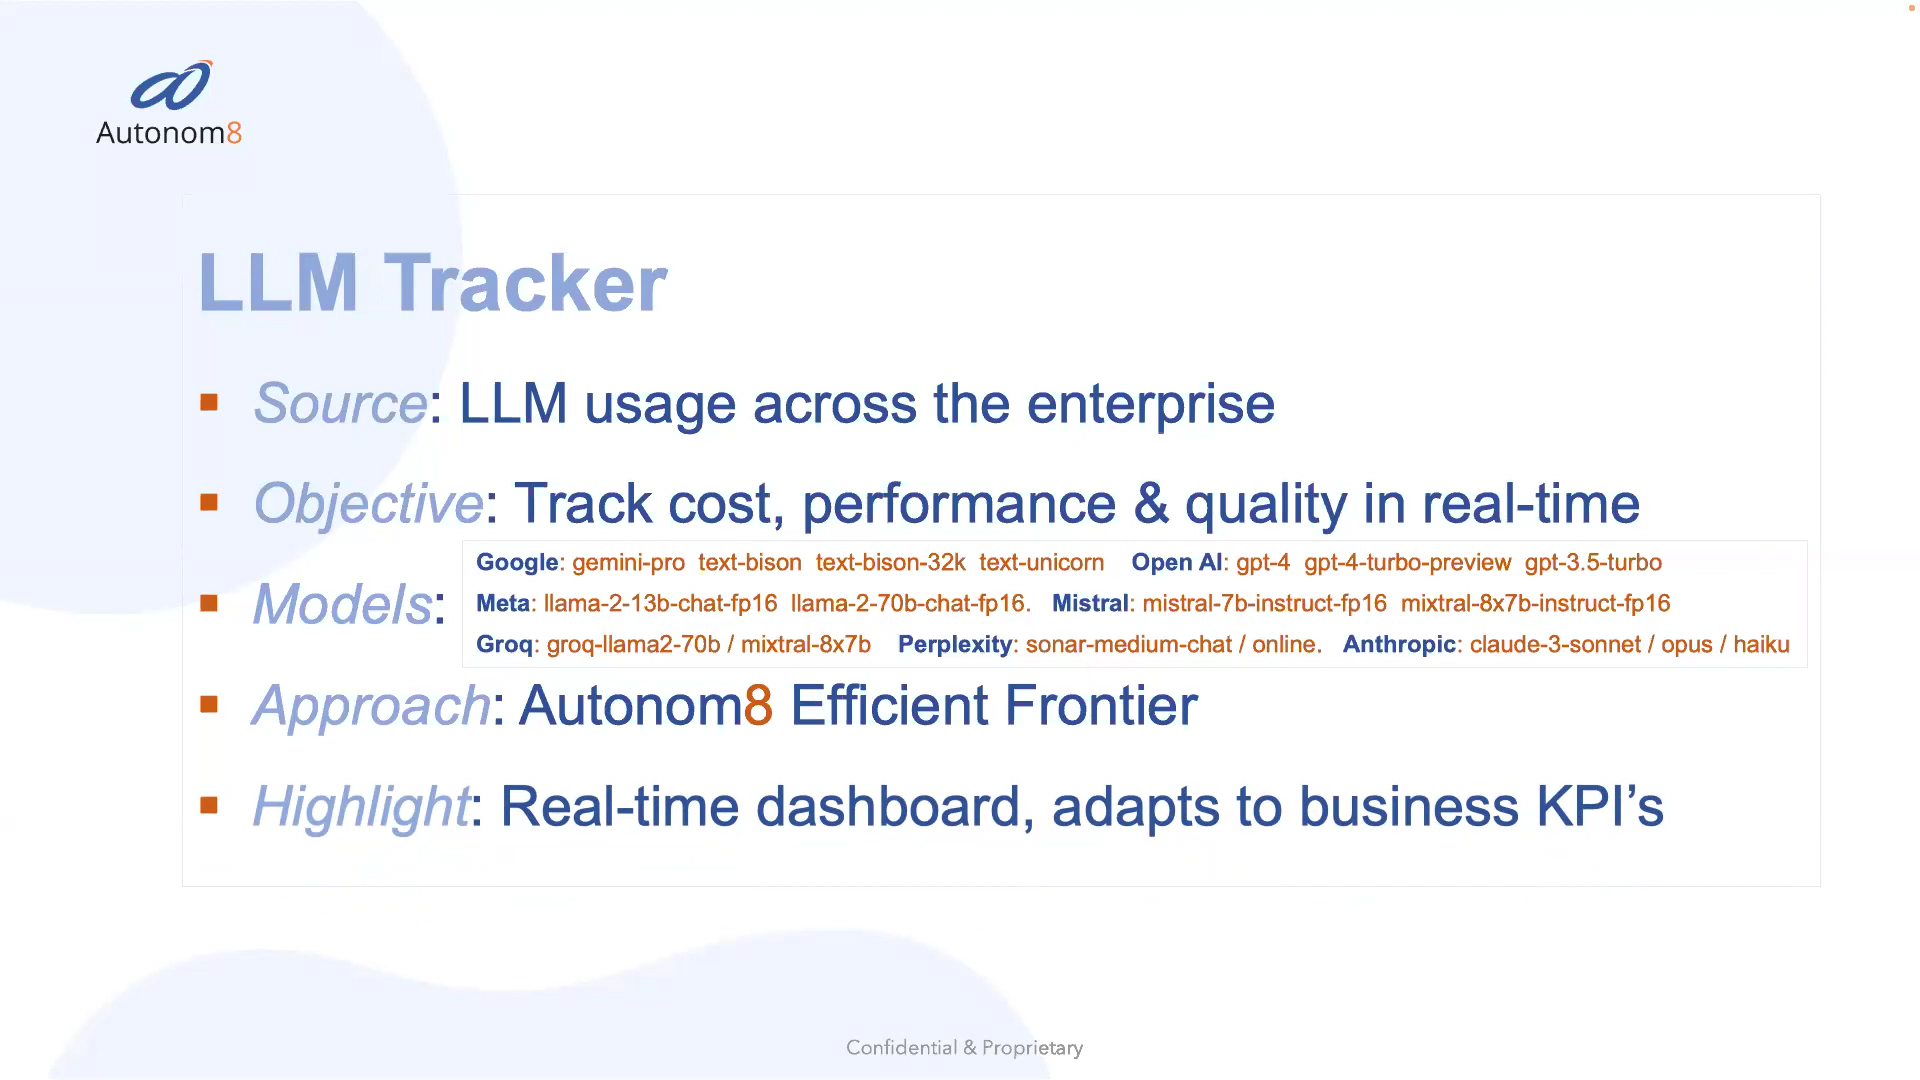 Autonom8
LLM Tracker
Source: LLM usage across the enterprise
Objective: Track cost, performance & quality in real-time
Models:
Google: gemini-pro text-bison text-bison-32k text-unicorn Open AI: gpt-4 gpt-4-turbo-preview gpt-3.5-turbo
Meta: llama-2-13b-chat-fp16 llama-2-70b-chat-fp16. Mistral: mistral-7b-instruct-fp16 mixtral-8x7b-instruct-fp16
Groq: groq-llama2-70b / mixtral-8x7b Perplexity: sonar-medium-chat / online. Anthropic: claude-3-sonnet / opus / haiku
Approach: Autonom8 Efficient Frontier
Highlight: Real-time dashboard, adapts to business KPI’s
Confidential & Proprietary